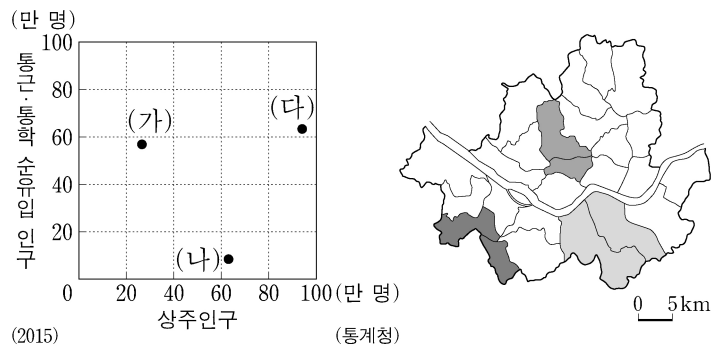 (만 명)
100
80
60
40
20
0
통근·통학 순유입 인구
(가)
(나)
(다)
20 40 60 80 100 (만 명)
상주인구
(2015)
(통계청)
0 5km